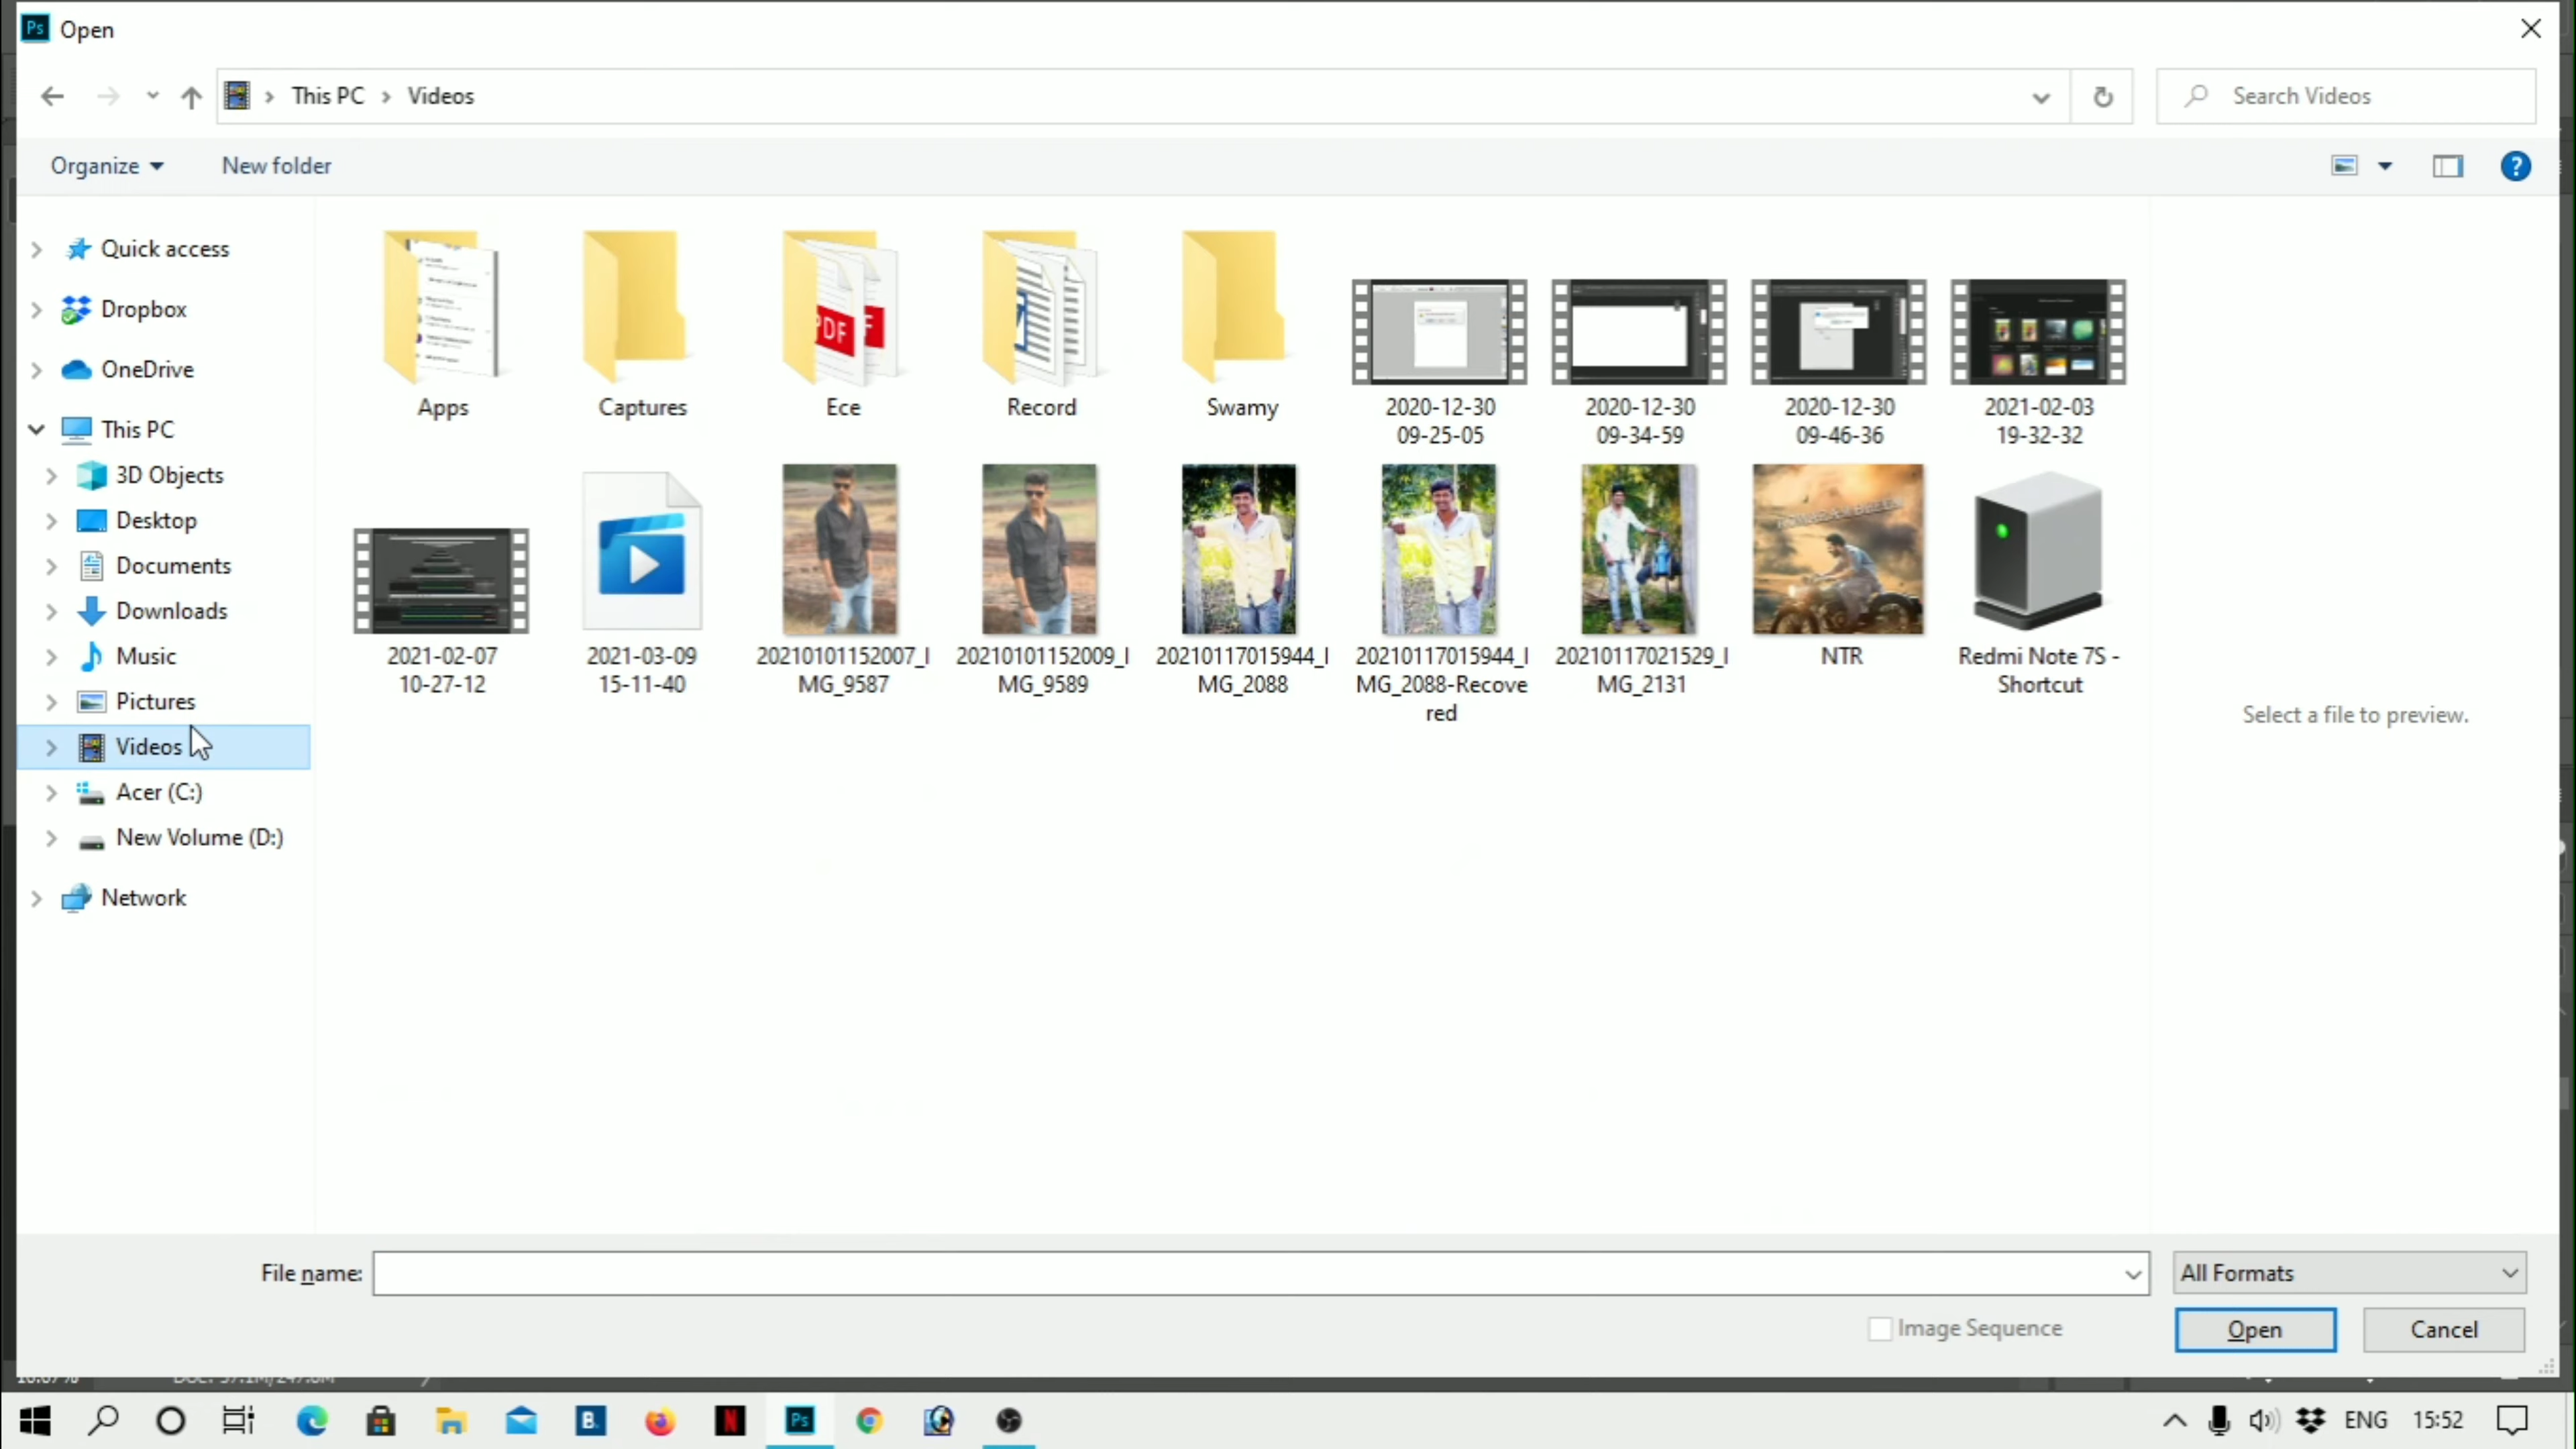 Ps Open
This PC Videos
Search Videos
Organize New folder
Quick access
Dropbox
OneDrive
This PC
3D Objects
Desktop
Documents
Downloads
Music
Pictures
Videos
Acer (C:)
New Volume (D:)
Network
Apps
Captures
PDF
Ece
Record
Swamy
2020-12-30
09-25-05
2020-12-30
09-34-59
2020-12-30
09-46-36
2021-02-03
19-32-32
2021-02-07
10-27-12
2021-03-09
15-11-40
20210101152007_I
MG_9587
20210101152009_I
MG_9589
20210117015944_I
MG_2088
20210117015944_I
MG_2088-Recove
red
20210117021529_I
MG_2131
NTR
Redmi Note 7S -
Shortcut
Select a file to preview.
File name:
All Formats
Image Sequence
Open
Cancel
B.
N
Ps
ENG 15:52